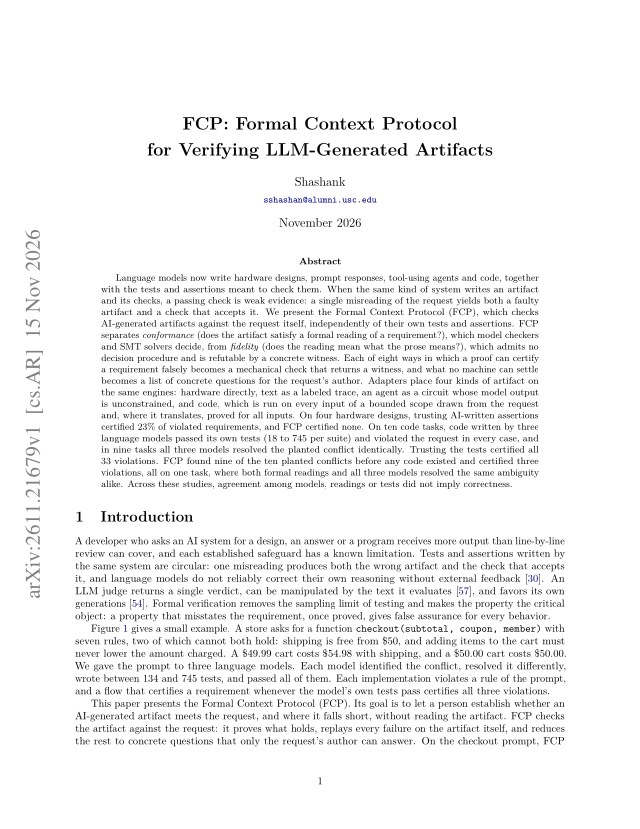 FCP: Formal Context Protocol
for Verifying LLM-Generated Artifacts
Shashank
sshashan@alumni.usc.edu
November 2026
Abstract
Language models now write hardware designs, prompt responses, tool-using agents and code, together
with the tests and assertions meant to check them. When the same kind of system writes an artifact
and its checks, a passing check is weak evidence: a single misreading of the request yields both a faulty
artifact and a check that accepts it. We present the Formal Context Protocol (FCP), which checks
AI-generated artifacts against the request itself, independently of their own tests and assertions. FCP
separates conformance (does the artifact satisfy a formal reading of a requirement?), which model checkers
and SMT solvers decide, from fidelity (does the reading mean what the prose means?), which admits no
decision procedure and is refutable by a concrete witness. Each of eight ways in which a proof can certify
a requirement falsely becomes a mechanical check that returns a witness, and what no machine can settle
becomes a list of concrete questions for the request's author. Adapters place four kinds of artifact on
the same engines: hardware directly, text as a labeled trace, an agent as a circuit whose model output
is unconstrained, and code, which is run on every input of a bounded scope drawn from the request
and, where it translates, proved for all inputs. On four hardware designs, trusting AI-written assertions
certified 23% of violated requirements, and FCP certified none. On ten code tasks, code written by three
language models passed its own tests (18 to 745 per suite) and violated the request in every case, and
in nine tasks all three models resolved the planted conflict identically. Trusting the tests certified all
33 violations. FCP found nine of the ten planted conflicts before any code existed and certified three
violations, all on one task, where both formal readings and all three models resolved the same ambiguity
alike. Across these studies, agreement among models, readings or tests did not imply correctness.
1 Introduction
A developer who asks an AI system for a design, an answer or a program receives more output than line-by-line
review can cover, and each established safeguard has a known limitation. Tests and assertions written by
the same system are circular: one misreading produces both the wrong artifact and the check that accepts
it, and language models do not reliably correct their own reasoning without external feedback [30]. An
LLM judge returns a single verdict, can be manipulated by the text it evaluates [57], and favors its own
generations [54]. Formal verification removes the sampling limit of testing and makes the property the critical
object: a property that misstates the requirement, once proved, gives false assurance for every behavior.
Figure 1 gives a small example. A store asks for a function checkout(subtotal, coupon, member) with
seven rules, two of which cannot both hold: shipping is free from $50, and adding items to the cart must
never lower the amount charged. A $49.99 cart costs $54.98 with shipping, and a $50.00 cart costs $50.00.
We gave the prompt to three language models. Each model identified the conflict, resolved it differently,
wrote between 134 and 745 tests, and passed all of them. Each implementation violates a rule of the prompt,
and a flow that certifies a requirement whenever the model's own tests pass certifies all three violations.
This paper presents the Formal Context Protocol (FCP). Its goal is to let a person establish whether an
AI-generated artifact meets the request, and where it falls short, without reading the artifact. FCP checks
the artifact against the request: it proves what holds, replays every failure on the artifact itself, and reduces
the rest to concrete questions that only the request's author can answer. On the checkout prompt, FCP
1
arXiv:2611.21679v1 [cs.AR] 15 Nov 2026